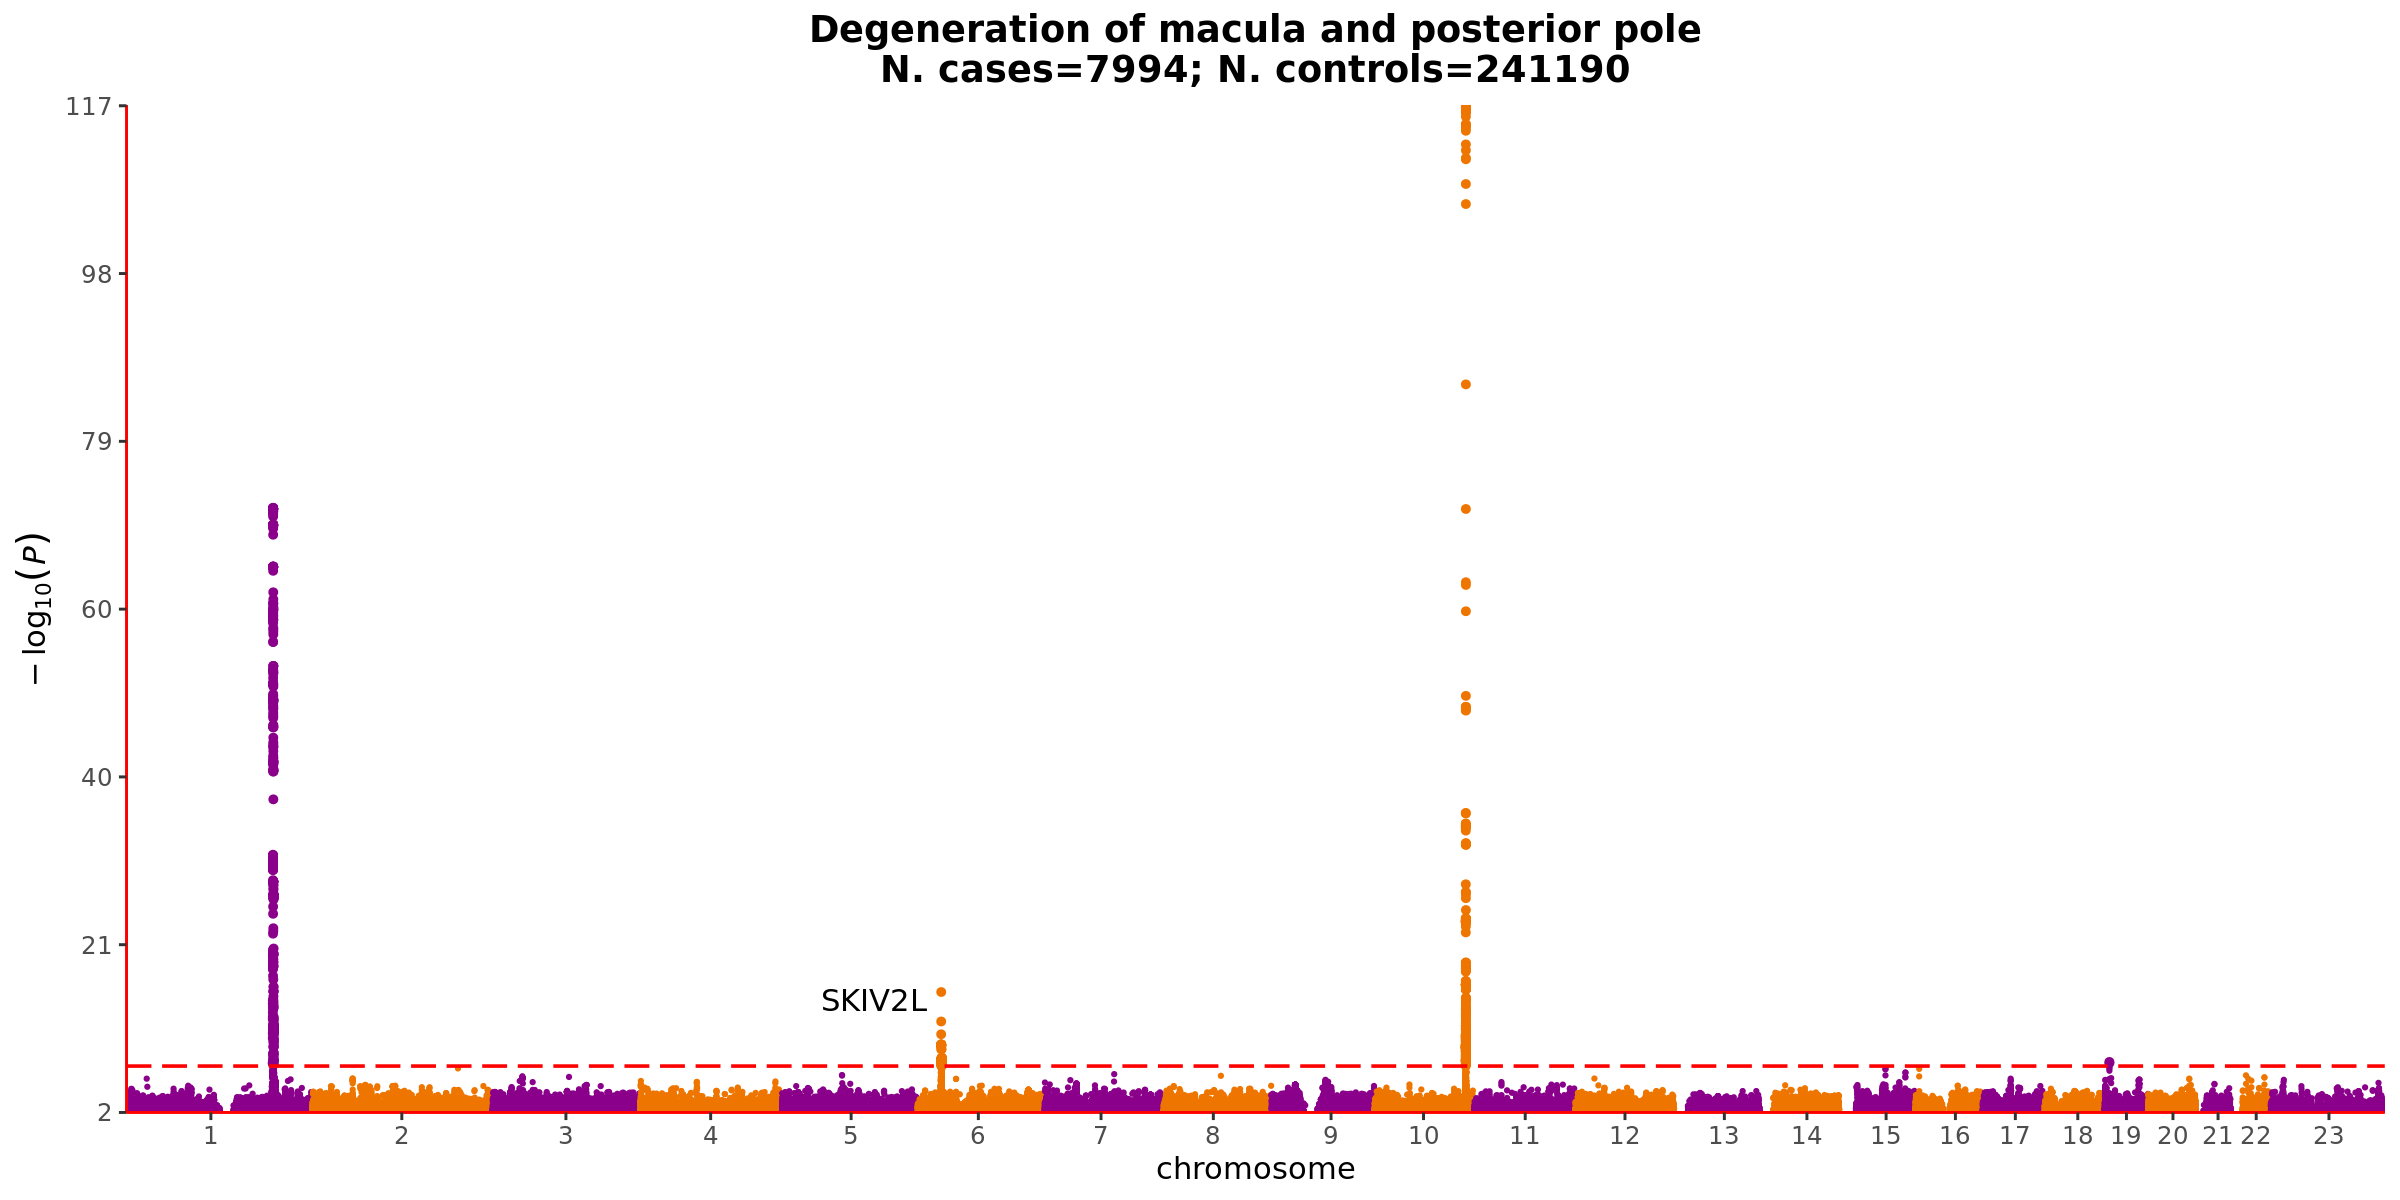 Degeneration of macula and posterior pole
N. cases=7994; N. controls=241190
117
98
79
60
40
21
2
−log10(P)
SKIV2L
1 2 3 4 5 6 7 8 9 10 11 12 13 14 15 16 17 18 19 20 21 22 23
chromosome